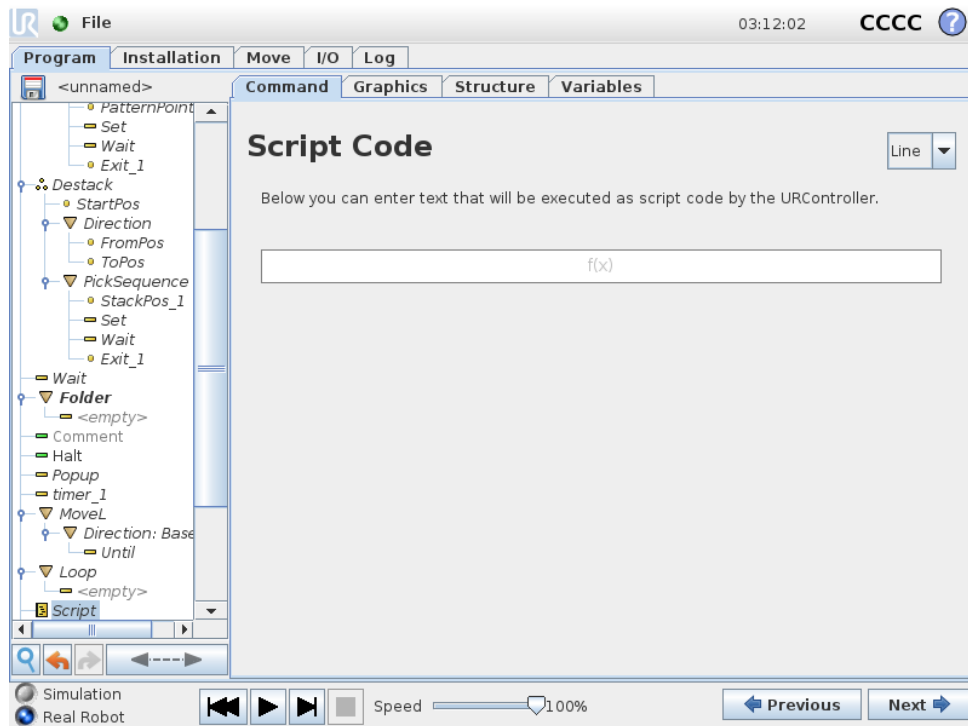 UR File 03:12:02 CCCC ?
Program Installation Move I/O Log
<unnamed>
Command Graphics Structure Variables
PatternPoint
Set
Wait
Exit_1
Destack
StartPos
Direction
FromPos
ToPos
PickSequence
StackPos_1
Set
Wait
Exit_1
Wait
Folder
<empty>
Comment
Halt
Popup
timer_1
MoveL
Direction: Base
Until
Loop
<empty>
Script
Script Code
Line
Below you can enter text that will be executed as script code by the URController.
f(x)
Simulation
Real Robot
Speed 100%
Previous
Next